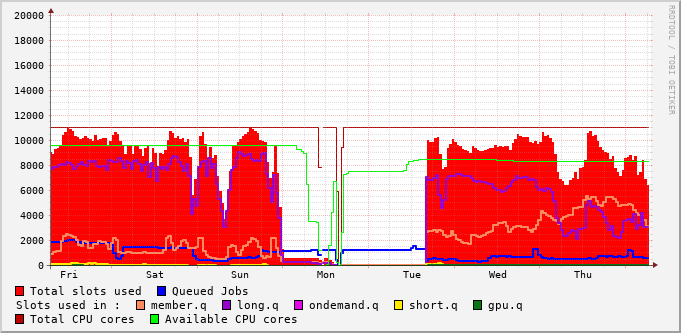 20000
18000
16000
14000
12000
10000
8000
6000
4000
2000
0
Fri Sat Sun Mon Tue Wed Thu
RRDTOOL / TOBI OETIKER
Total slots used Queued Jobs
Slots used in : member.q long.q ondemand.q short.q gpu.q
Total CPU cores Available CPU cores